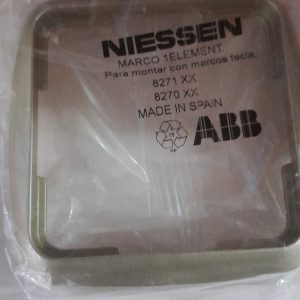 NIESSEN
MARCO 1ELEMENT
Para montar con marcos tecla,
8271 XX
8270 XX
MADE IN SPAIN
ABB